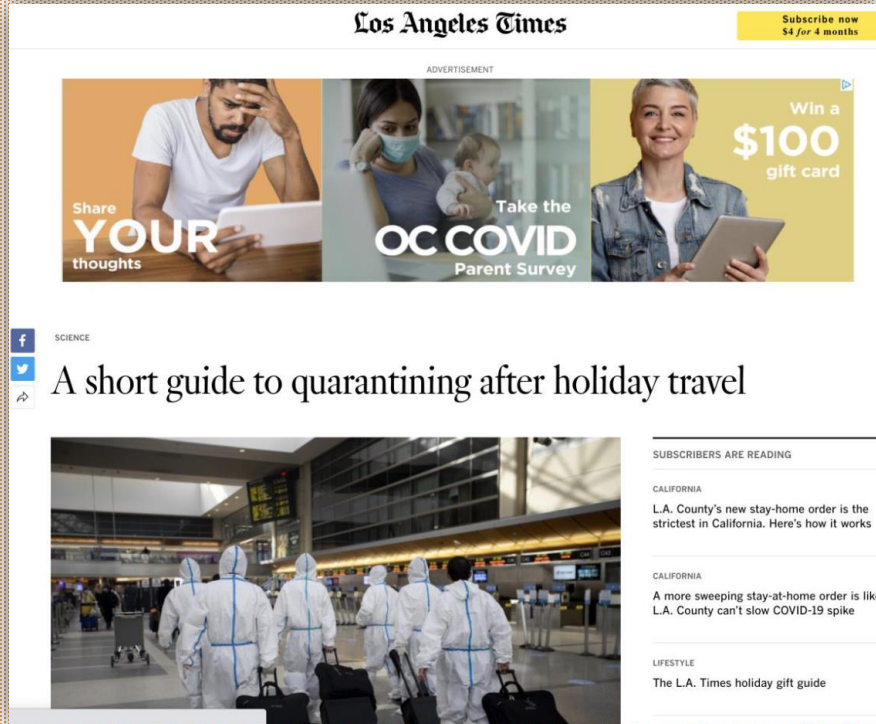 Los Angeles Times
Subscribe now
$4 for 4 months
ADVERTISEMENT
Share
YOUR
thoughts
Take the
OC COVID
Parent Survey
Win a
$100
gift card
SCIENCE
A short guide to quarantining after holiday travel
SUBSCRIBERS ARE READING
CALIFORNIA
L.A. County's new stay-home order is the
strictest in California. Here's how it works
CALIFORNIA
A more sweeping stay-at-home order is
L.A. County can't slow COVID-19 spike
LIFESTYLE
The L.A. Times holiday gift guide